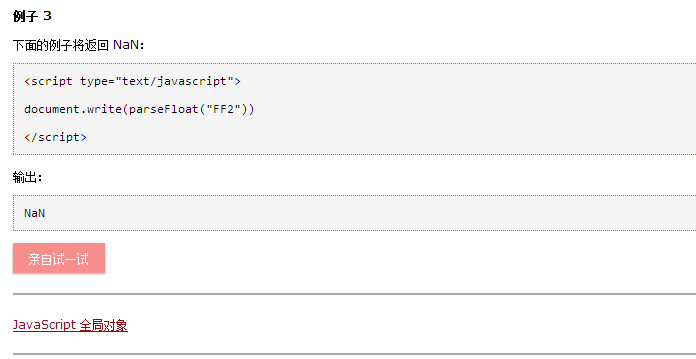 例子 3
下面的例子将返回 NaN：
<script type="text/javascript">
document.write(parseFloat("FF2"))
</script>
输出：
NaN
亲自试一试
JavaScript 全局对象